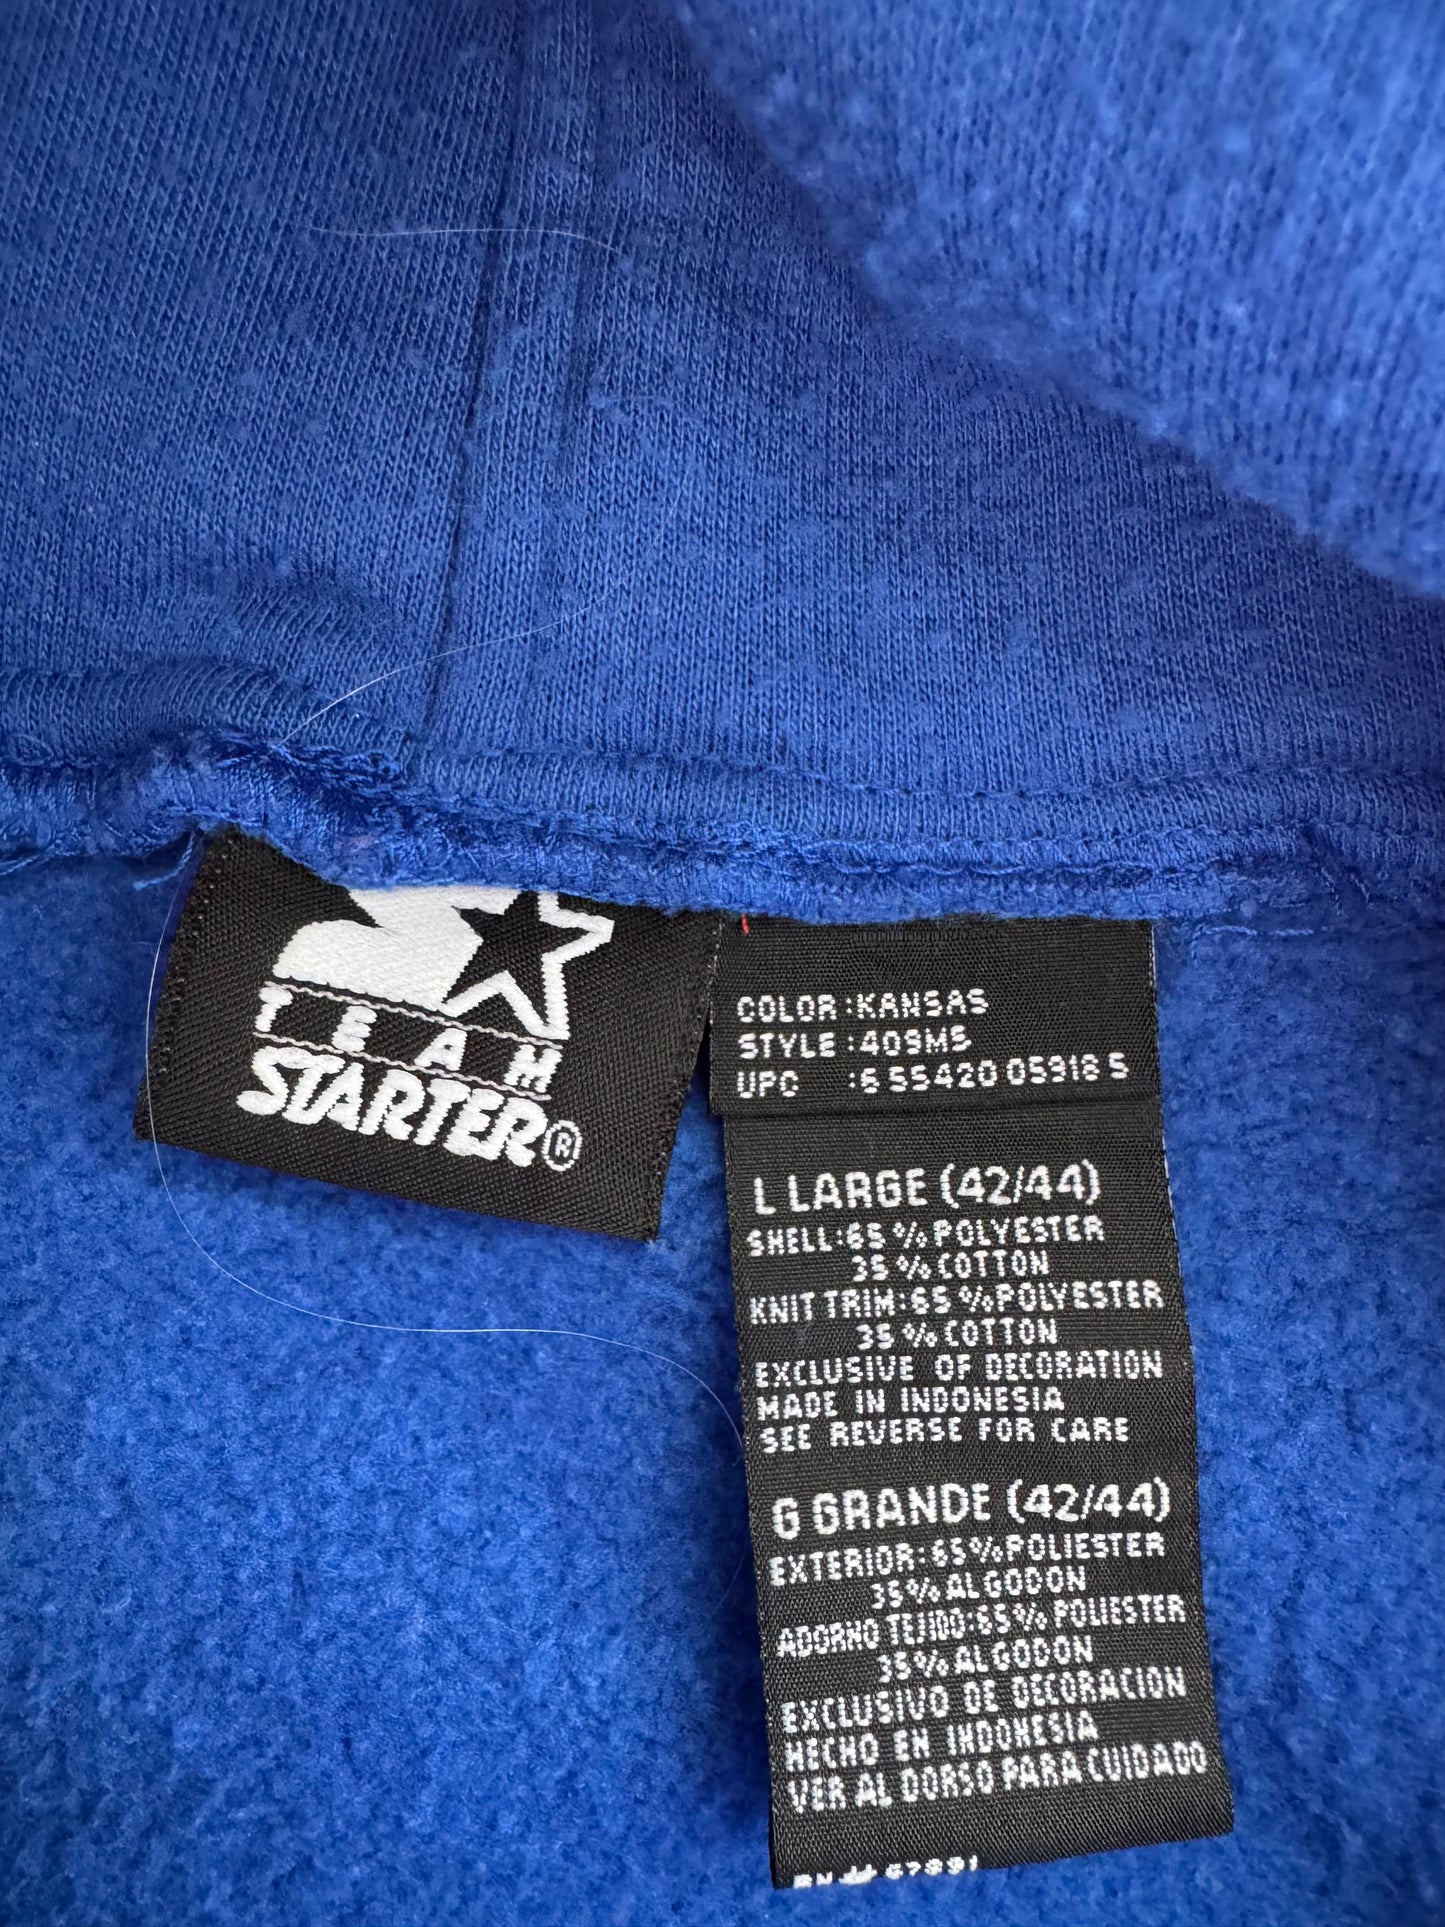 TEAM
STARTER®
COLOR :KANSAS
STYLE :409MS
UPC :6 55420 05918 5
L LARGE (42/44)
SHELL:65 % POLYESTER
35 % COTTON
KNIT TRIM:65 % POLYESTER
35 % COTTON
EXCLUSIVE OF DECORATION
MADE IN INDONESIA
SEE REVERSE FOR CARE
G GRANDE (42/44)
EXTERIOR:65%POLIESTER
35%ALGODON
ADORNO TEJIDO:65% POLIESTER
35%ALGODON
EXCLUSIVO DE DECORACION
HECHO EN INDONESIA
VER AL DORSO PARA CUIDADO